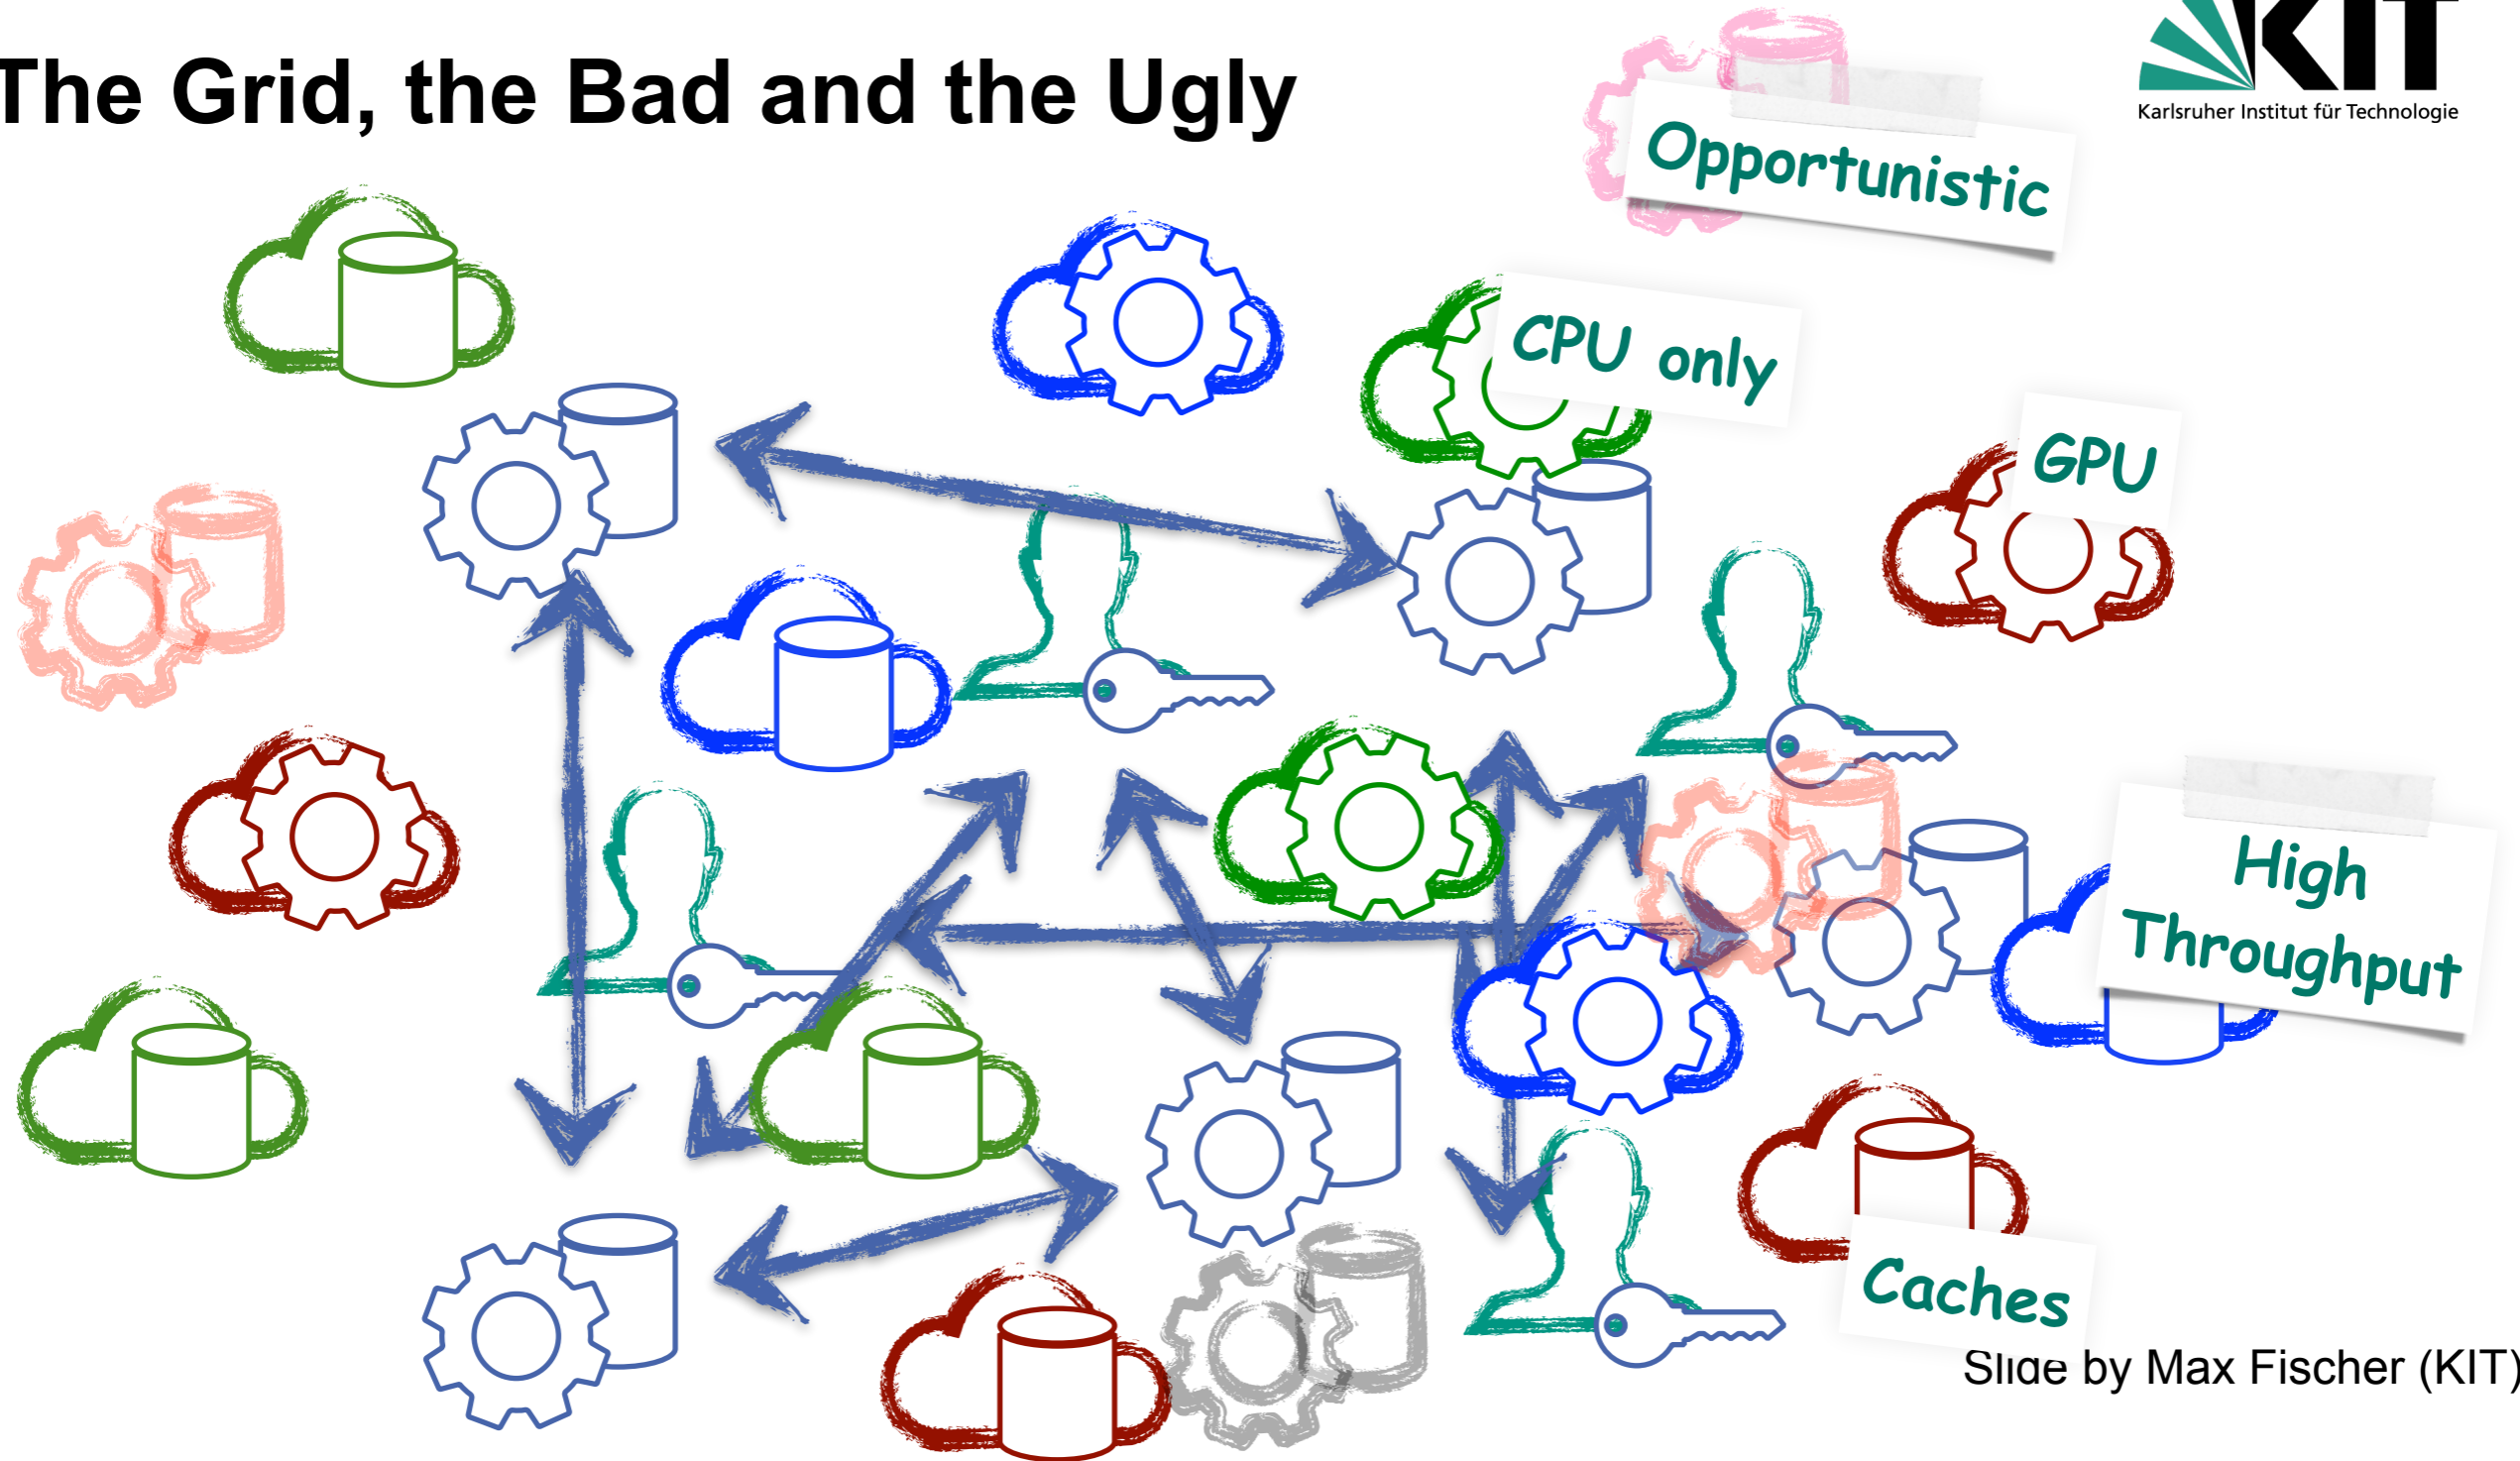 The Grid, the Bad and the Ugly
KIT
Karlsruher Institut für Technologie
Opportunistic
CPU only
GPU
High
Throughput
Caches
Slide by Max Fischer (KIT)